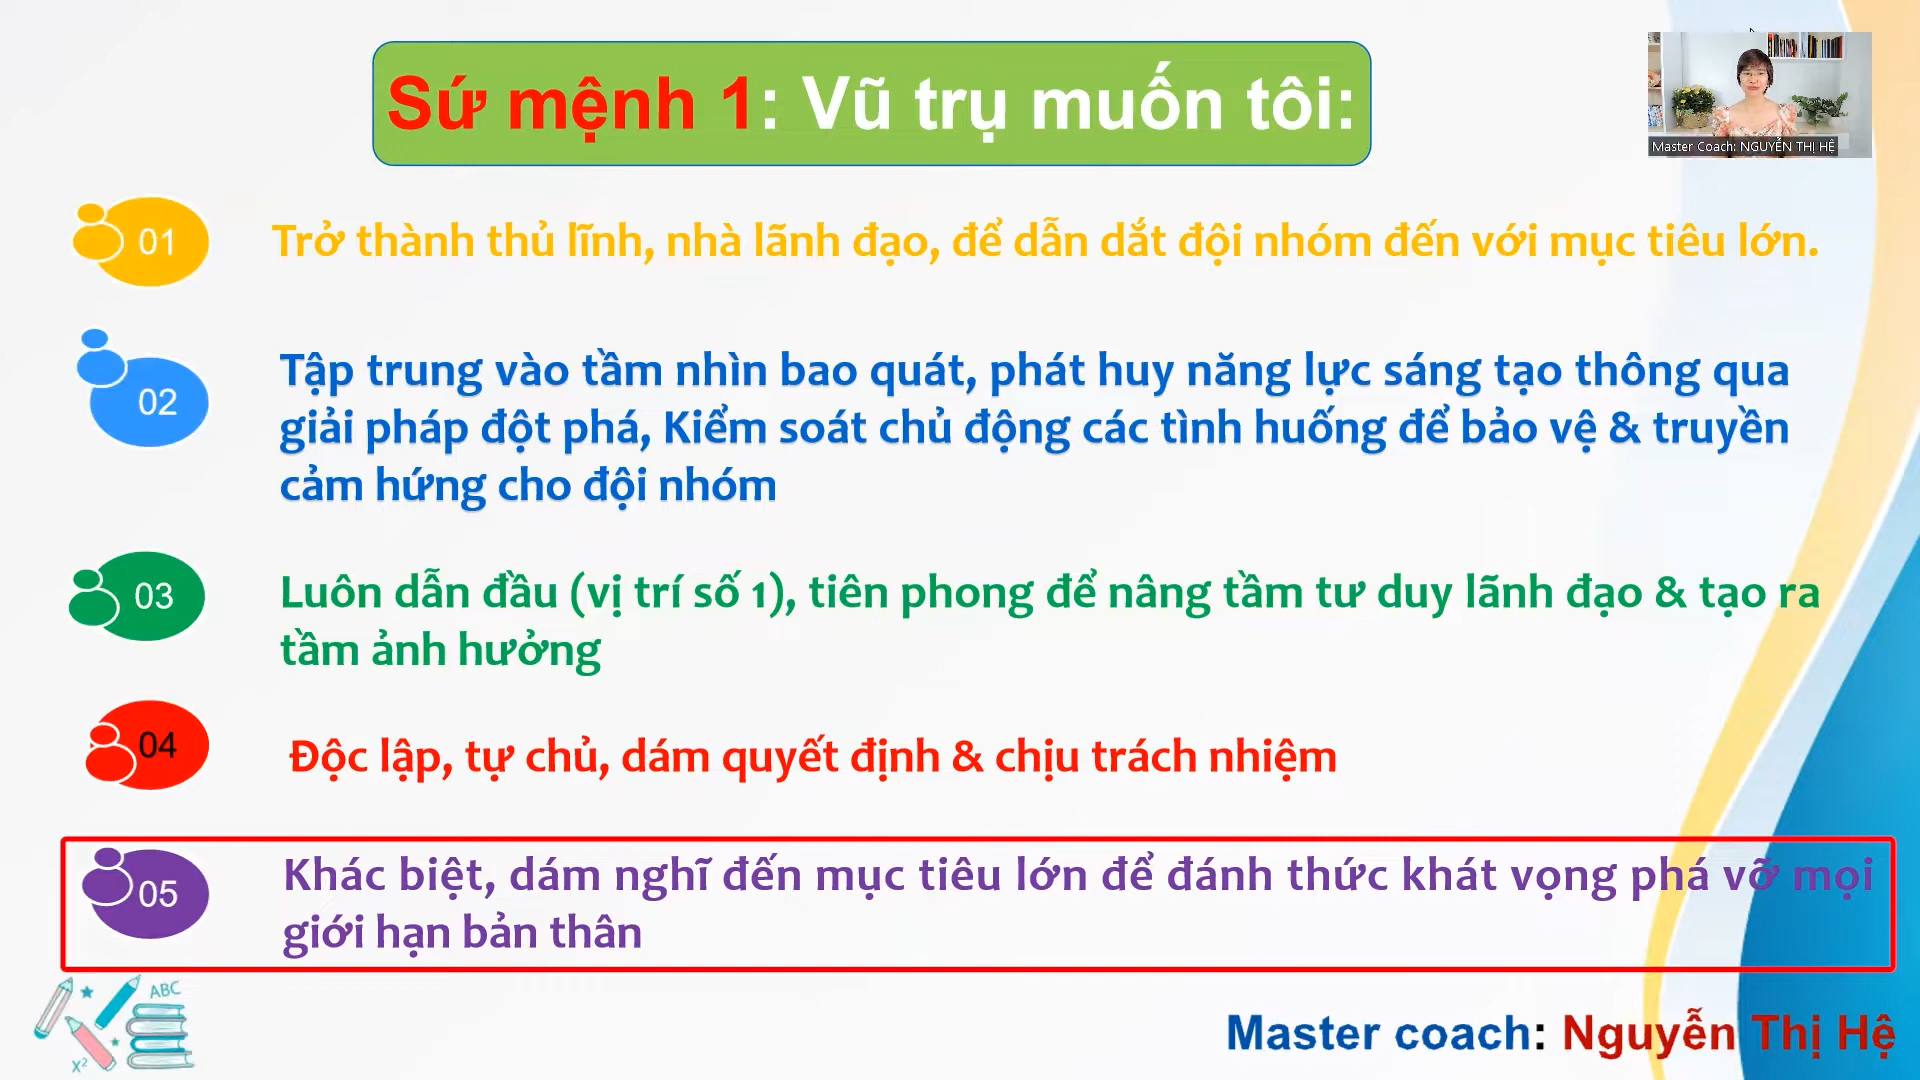 Sứ mệnh 1: Vũ trụ muốn tôi:
Master Coach: NGUYỄN THỊ HỆ
01
Trở thành thủ lĩnh, nhà lãnh đạo, để dẫn dắt đội nhóm đến với mục tiêu lớn.
02
Tập trung vào tầm nhìn bao quát, phát huy năng lực sáng tạo thông qua
giải pháp đột phá, Kiểm soát chủ động các tình huống để bảo vệ & truyền
cảm hứng cho đội nhóm
03
Luôn dẫn đầu (vị trí số 1), tiên phong để nâng tầm tư duy lãnh đạo & tạo ra
tầm ảnh hưởng
04
Độc lập, tự chủ, dám quyết định & chịu trách nhiệm
05
Khác biệt, dám nghĩ đến mục tiêu lớn để đánh thức khát vọng phá vỡ mọi
giới hạn bản thân
ABC
X²
Master coach: Nguyễn Thị Hệ